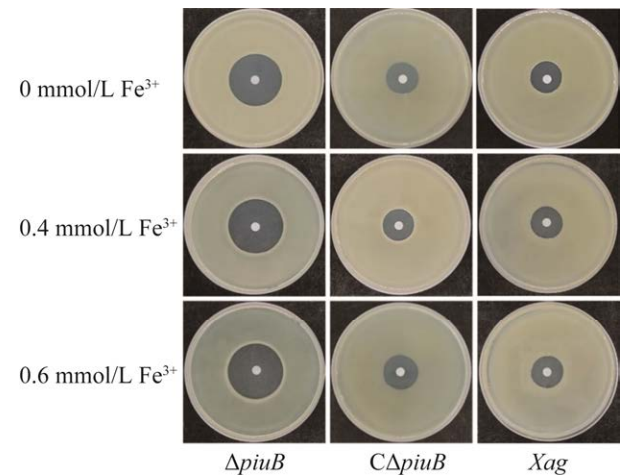 0 mmol/L Fe³⁺
0.4 mmol/L Fe³⁺
0.6 mmol/L Fe³⁺
ΔpiuB CΔpiuB Xag